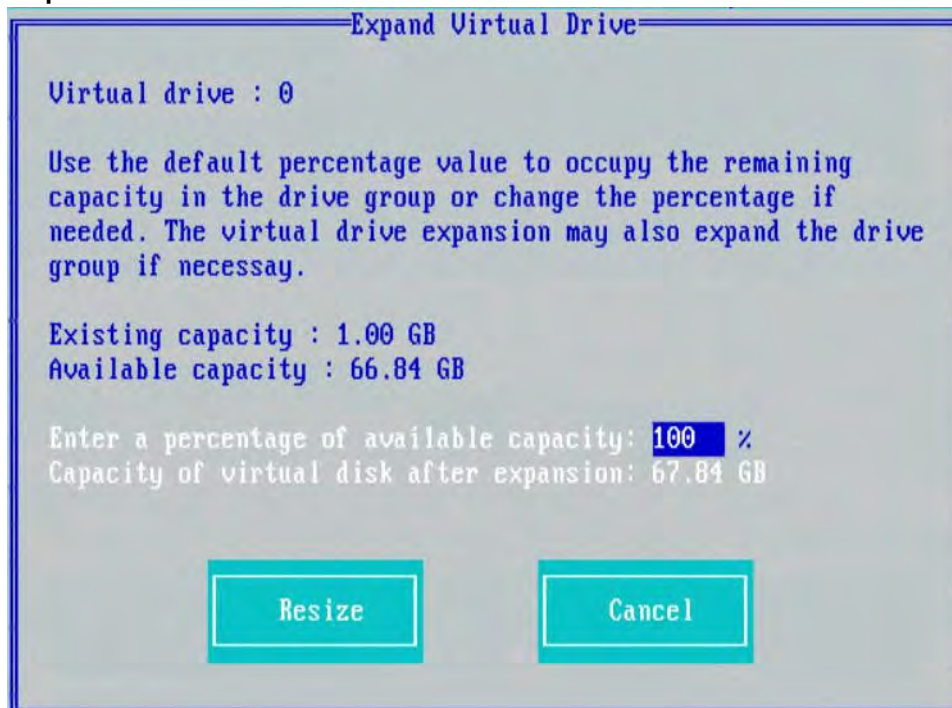 Expand Virtual Drive
Virtual drive : 0
Use the default percentage value to occupy the remaining
capacity in the drive group or change the percentage if
needed. The virtual drive expansion may also expand the drive
group if necessay.
Existing capacity : 1.00 GB
Available capacity : 66.84 GB
Enter a percentage of available capacity: 100 %
Capacity of virtual disk after expansion: 67.84 GB
Resize Cancel